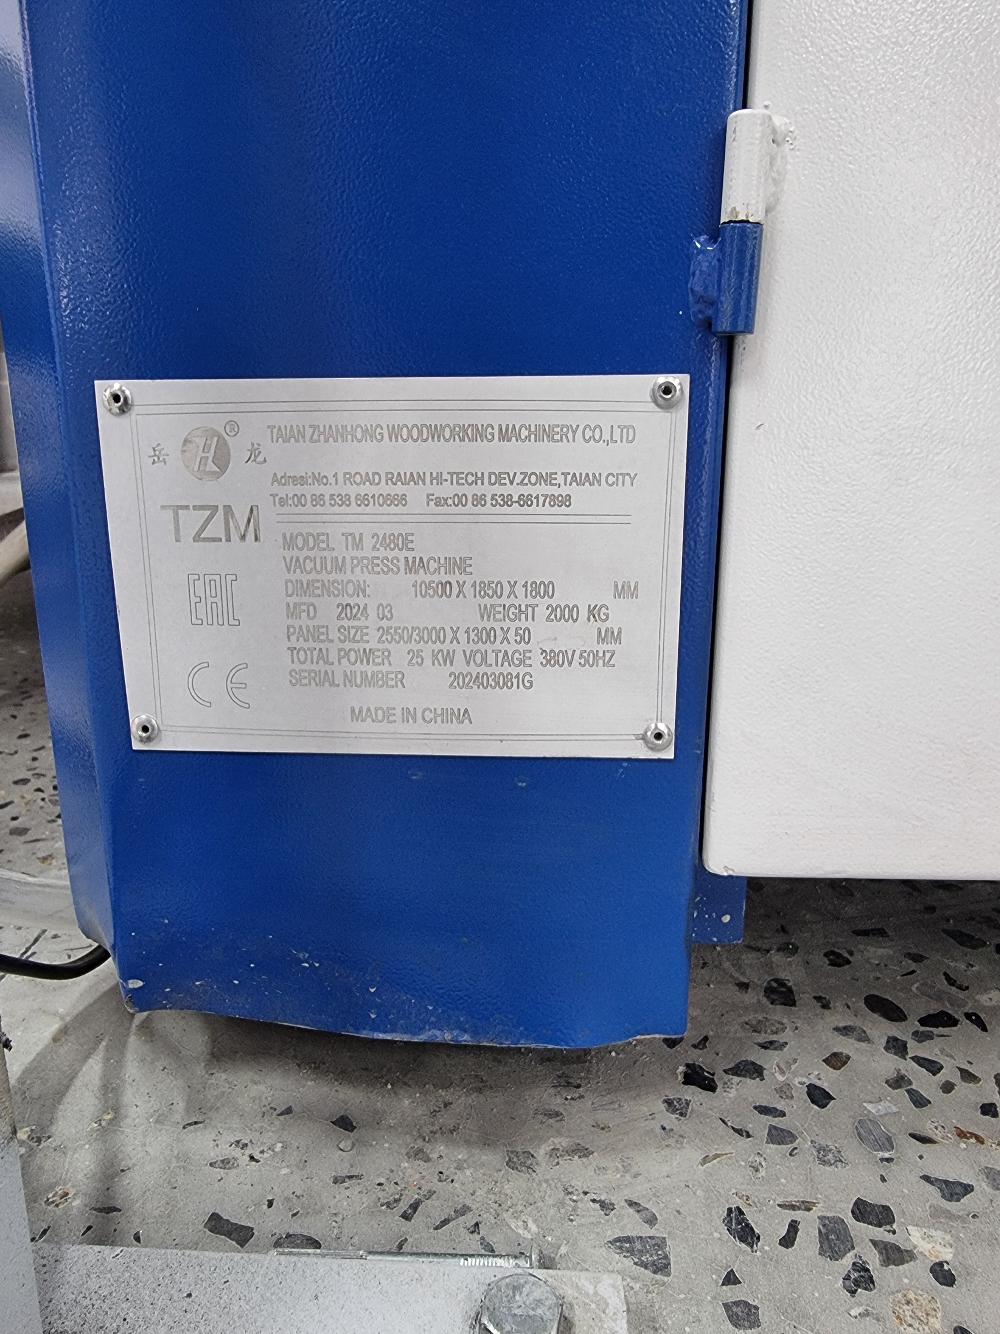 岳 H ® 龙
TAIAN ZHANHONG WOODWORKING MACHINERY CO.,LTD
Adresi:No.1 ROAD RAIAN HI-TECH DEV.ZONE,TAIAN CITY
Tel:00 86 538 6610666 Fax:00 86 538-6617898
TZM
MODEL TM 2480E
VACUUM PRESS MACHINE
DIMENSION: 10500 X 1850 X 1800 MM
EAC
MFD 2024 03 WEIGHT 2000 KG
PANEL SIZE 2550/3000 X 1300 X 50 MM
TOTAL POWER 25 KW VOLTAGE 380V 50HZ
CE
SERIAL NUMBER 202403081G
MADE IN CHINA